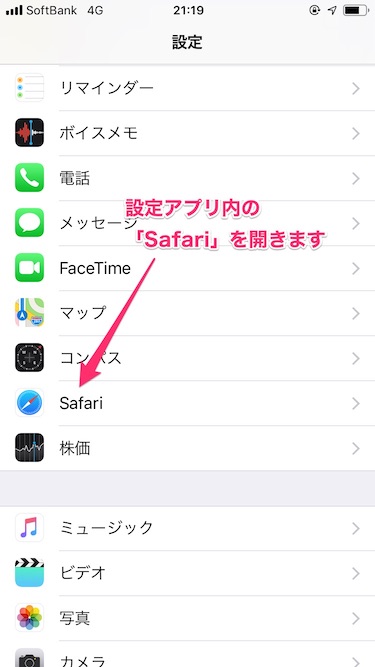 SoftBank 4G 21:19
設定
リマインダー
ボイスメモ
電話
設定アプリ内の
「Safari」を開きます
メッセージ
FaceTime
マップ
コンパス
Safari
株価
ミュージック
ビデオ
写真
カメラ